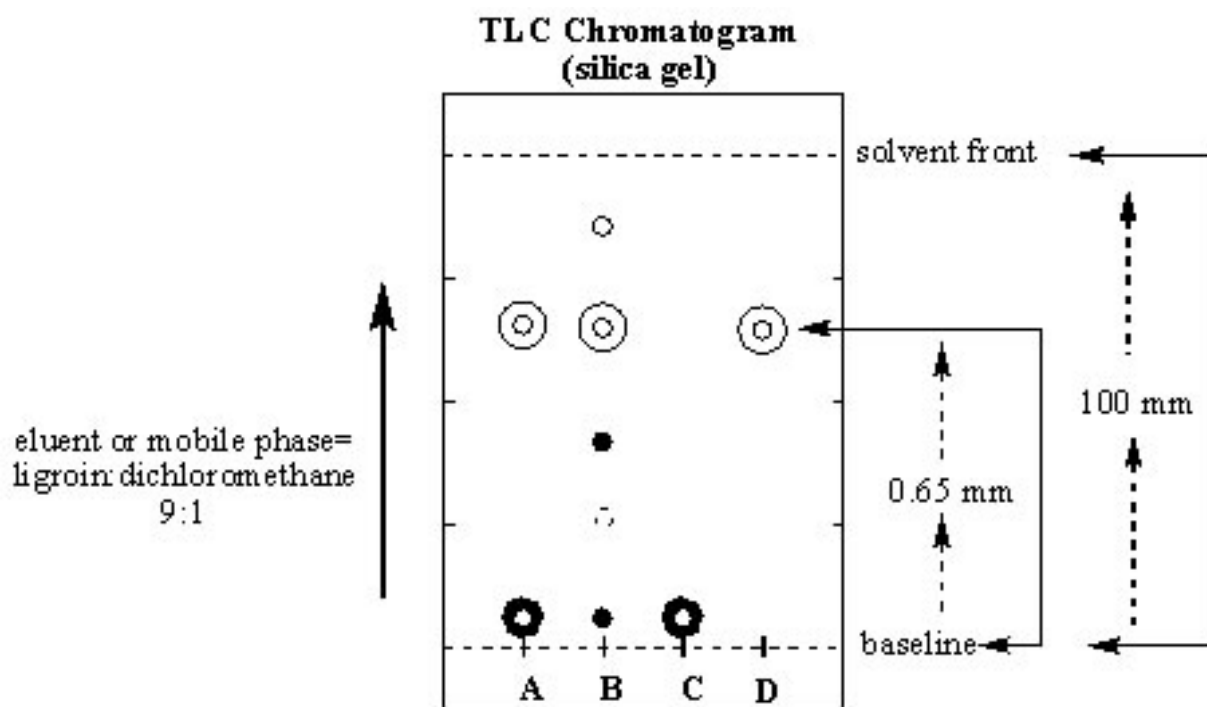 TLC Chromatogram
(silica gel)
solvent front
100 mm
eluent or mobile phase=
ligroin:dichloromethane
9:1
0.65 mm
baseline
A B C D